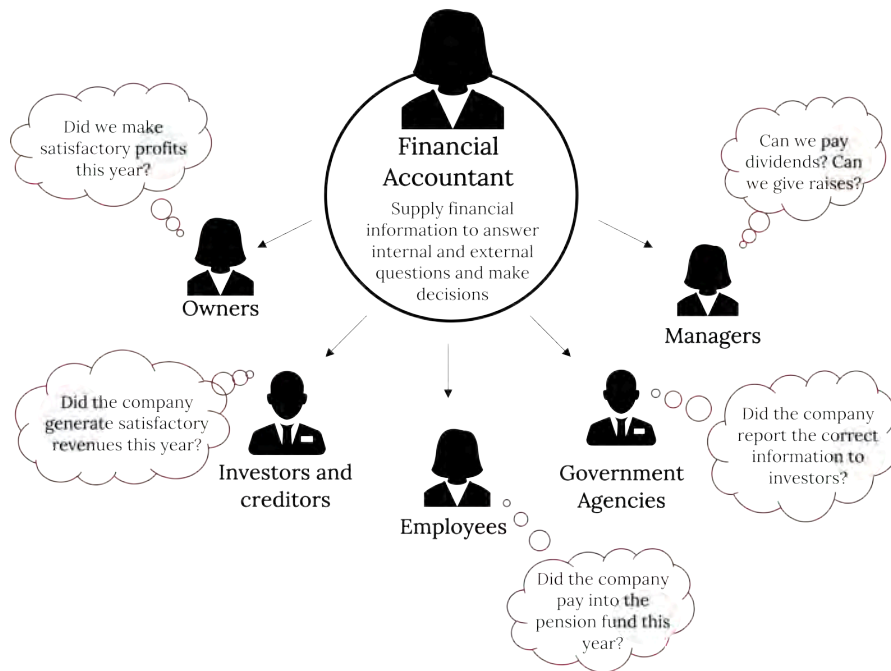 Financial
Accountant
Supply financial
information to answer
internal and external
questions and make
decisions
Did we make
satisfactory profits
this year?
Owners
Can we pay
dividends? Can
we give raises?
Managers
Did the company
generate satisfactory
revenues this year?
Investors and
creditors
Did the company
pay into the
pension fund this
year?
Employees
Did the company
report the correct
information to
investors?
Government
Agencies